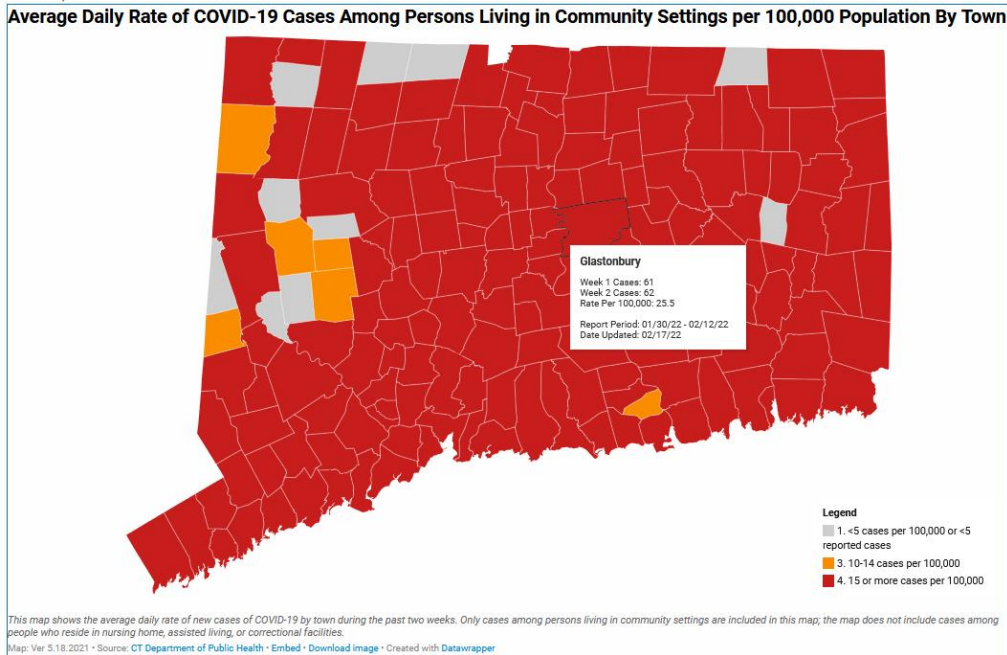 Average Daily Rate of COVID-19 Cases Among Persons Living in Community Settings per 100,000 Population By Town
Glastonbury
Week 1 Cases: 61
Week 2 Cases: 62
Rate Per 100,000: 25.5
Report Period: 01/30/22 - 02/12/22
Date Updated: 02/17/22
Legend
1. <5 cases per 100,000 or <5
reported cases
3. 10-14 cases per 100,000
4. 15 or more cases per 100,000
This map shows the average daily rate of new cases of COVID-19 by town during the past two weeks. Only cases among persons living in community settings are included in this map; the map does not include cases among
people who reside in nursing home, assisted living, or correctional facilities.
Map: Ver 5.18.2021 • Source: CT Department of Public Health • Embed • Download image • Created with Datawrapper